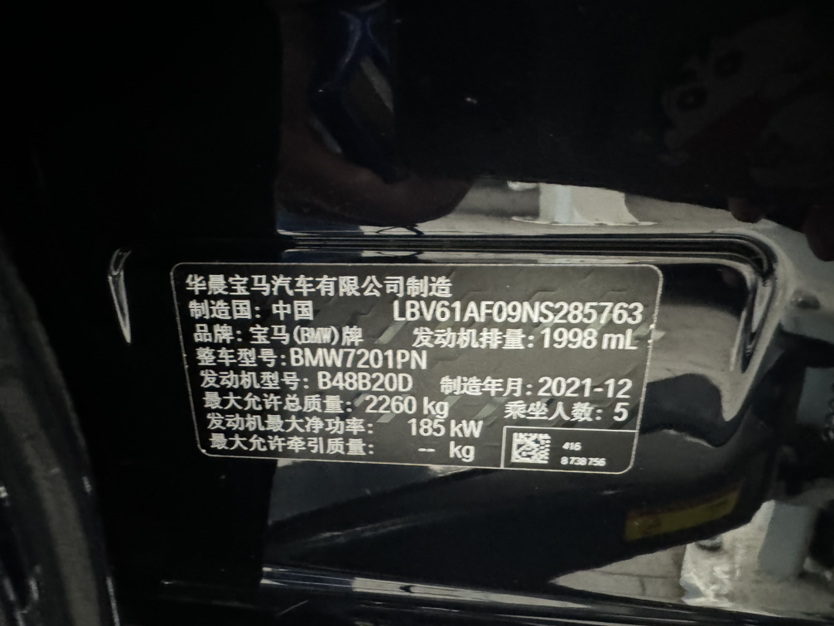 华晨宝马汽车有限公司制造
制造国：中国 LBV61AF09NS285763
品牌：宝马(BMW)牌 发动机排量：1998 mL
整车型号：BMW7201PN
发动机型号：B48B20D 制造年月：2021-12
最大允许总质量：2260 kg 乘坐人数：5
发动机最大净功率： 185 kW
最大允许牵引质量： -- kg
416
8 738 756